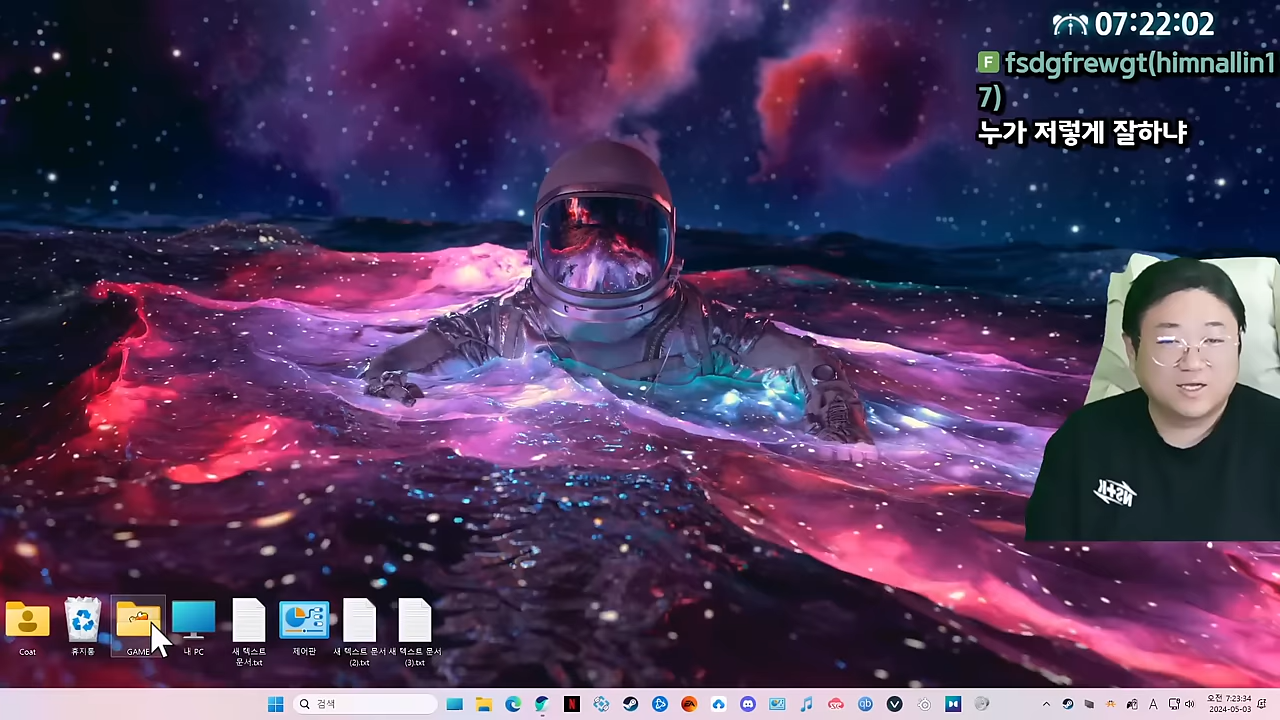 07:22:02
F fsdgfrewgt(himnallin1
7)
누가 저렇게 잘하냐
Coat
휴지통
GAME
내 PC
새 텍스트
문서.txt
제어판
새 텍스트 문서
(2).txt
새 텍스트 문서
(3).txt
검색
오전 7:23:34
2024-05-03